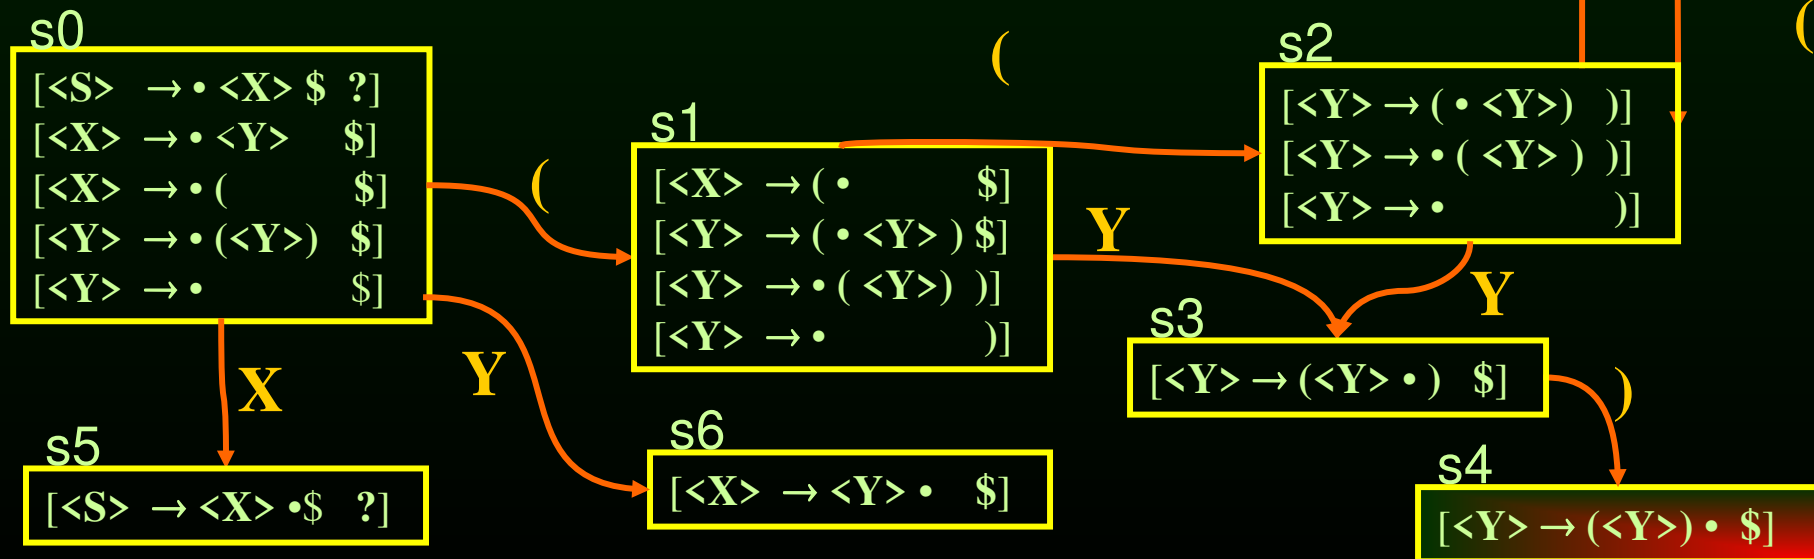 s0
[<S> → • <X> $ ?]
[<X> → • <Y> $]
[<X> → • ( $]
[<Y> → • (<Y>) $]
[<Y> → • $]
(
X
Y
s1
[<X> → ( • $]
[<Y> → ( • <Y> ) $]
[<Y> → • ( <Y>) )]
[<Y> → • )]
(
Y
s2
[<Y> → ( • <Y>) )]
[<Y> → • ( <Y> ) )]
[<Y> → • )]
(
Y
s3
[<Y> → (<Y> • ) $]
)
s4
[<Y> → (<Y>) • $]
s5
[<S> → <X> •$ ?]
s6
[<X> → <Y> • $]